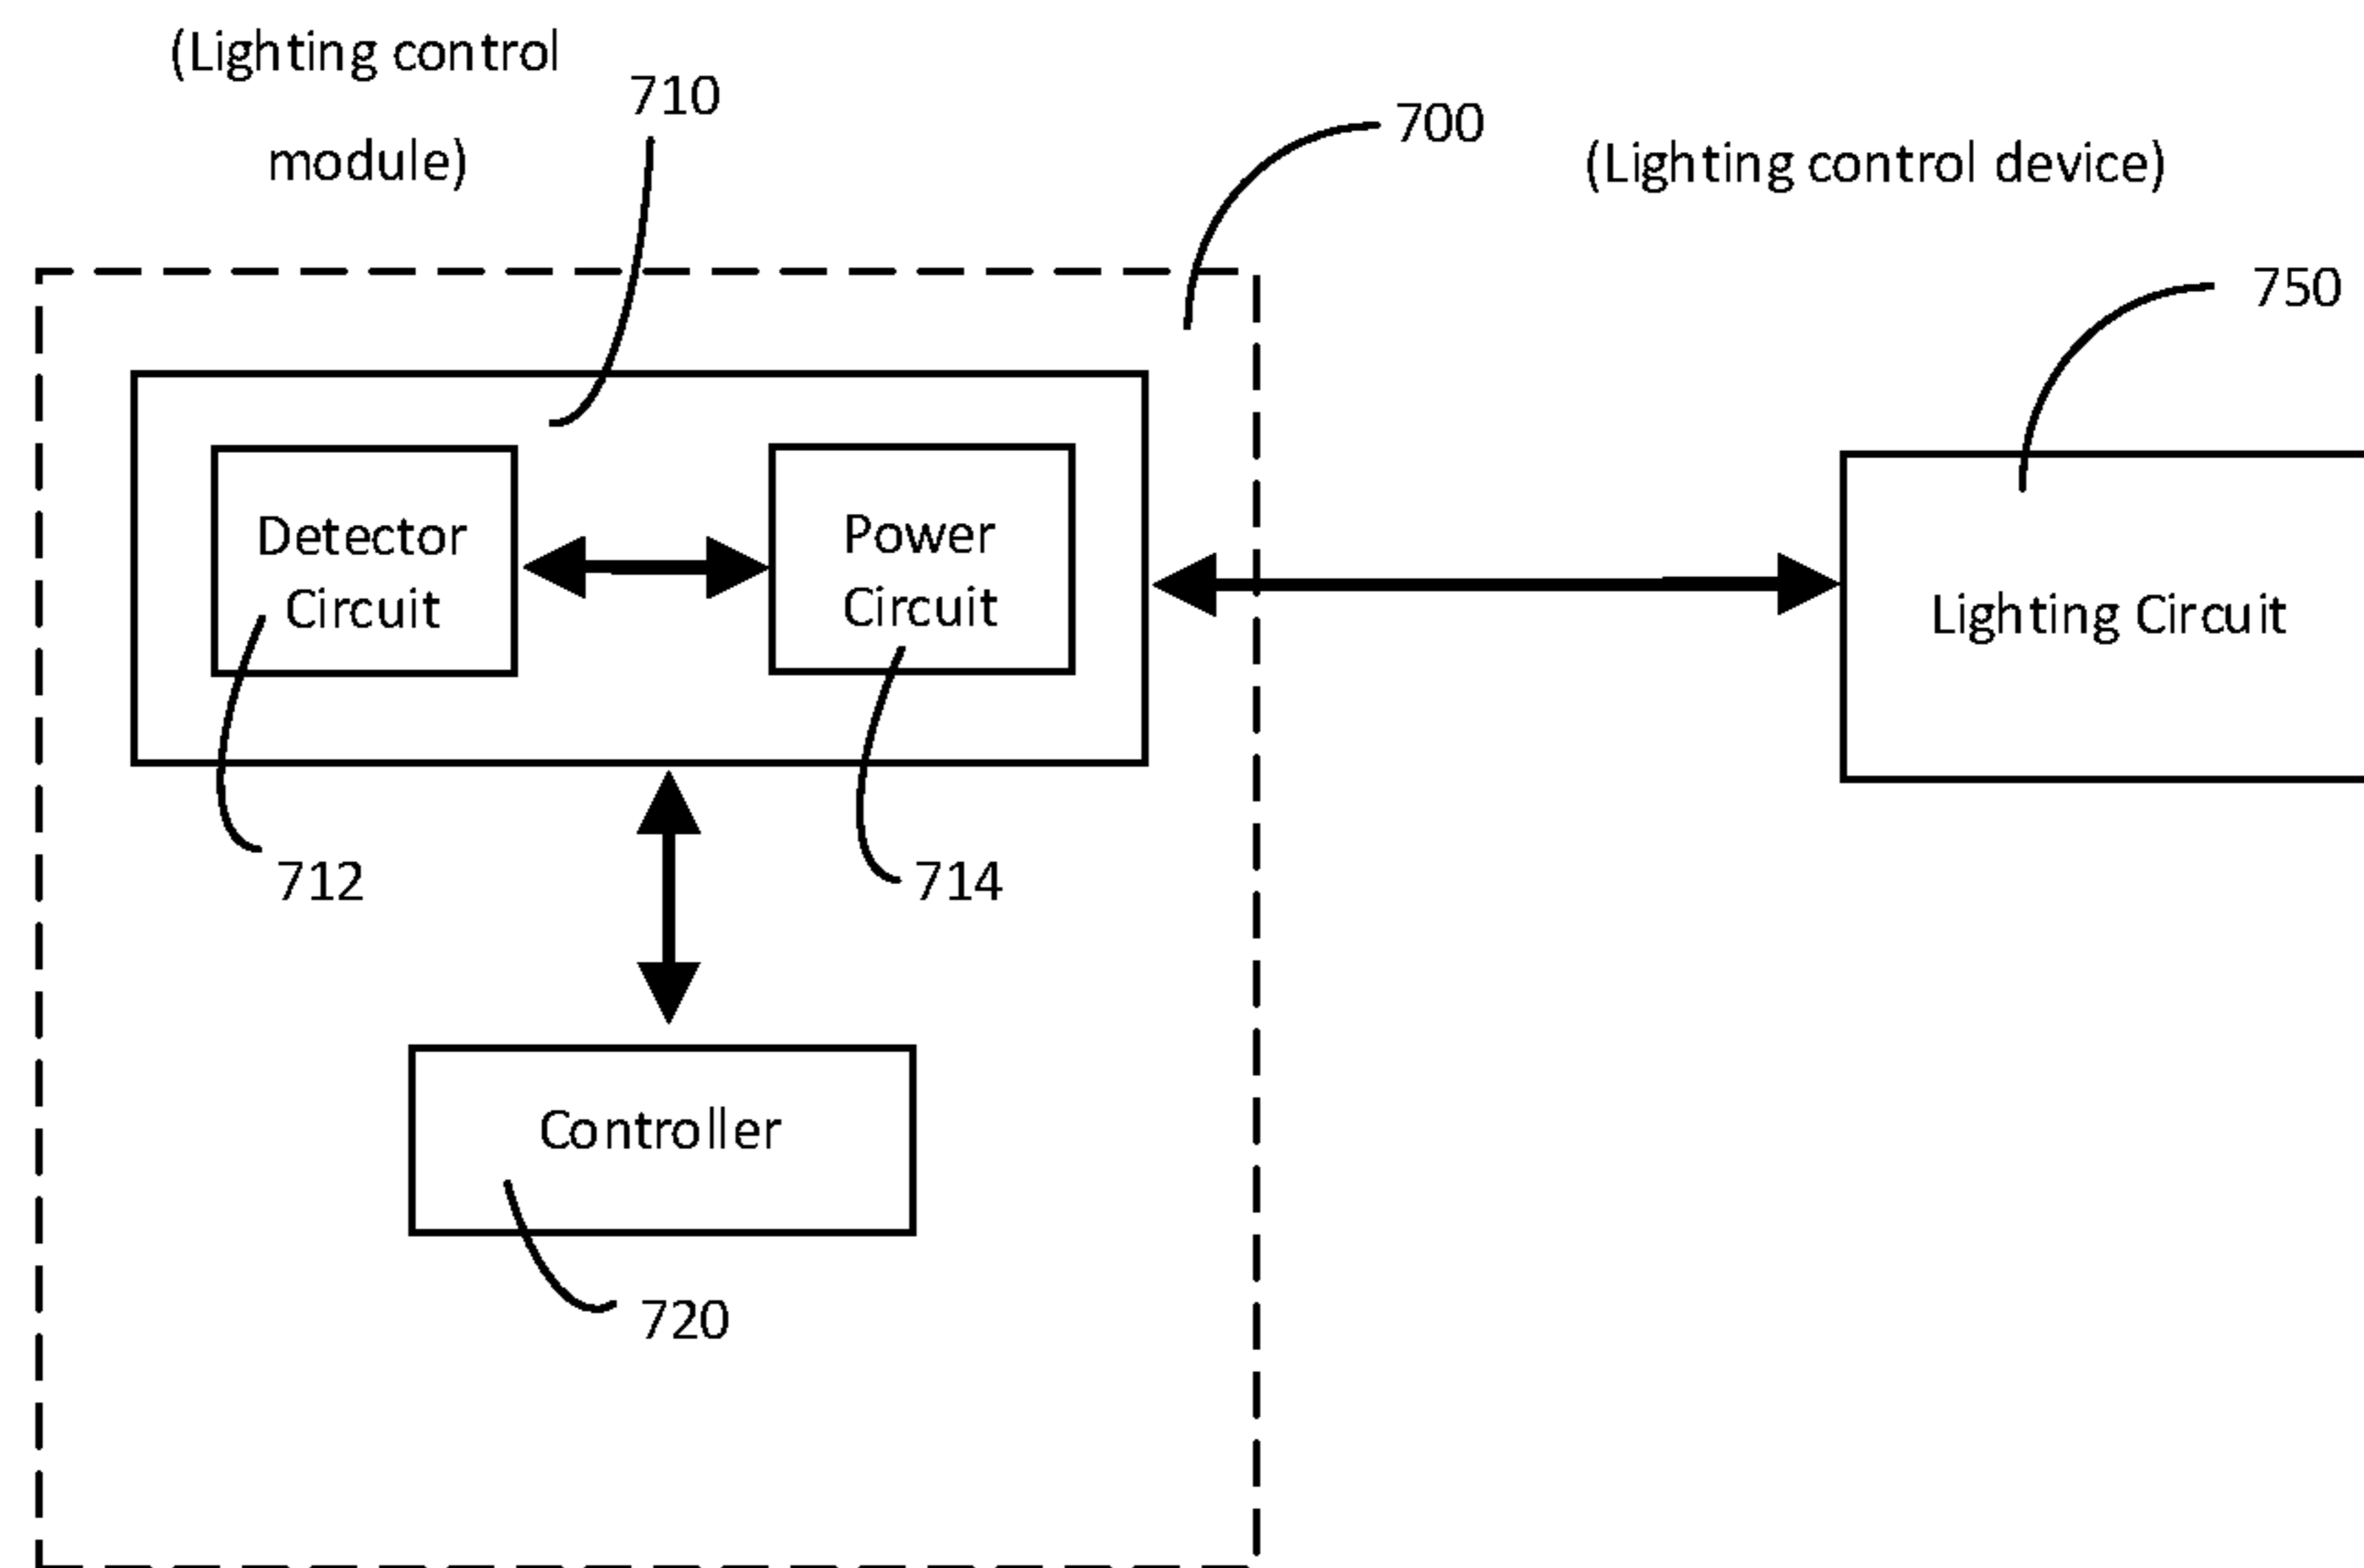 (Lighting control
module)
710
700
(Lighting control device)
750
Detector
Circuit
Power
Circuit
Lighting Circuit
712
714
Controller
720